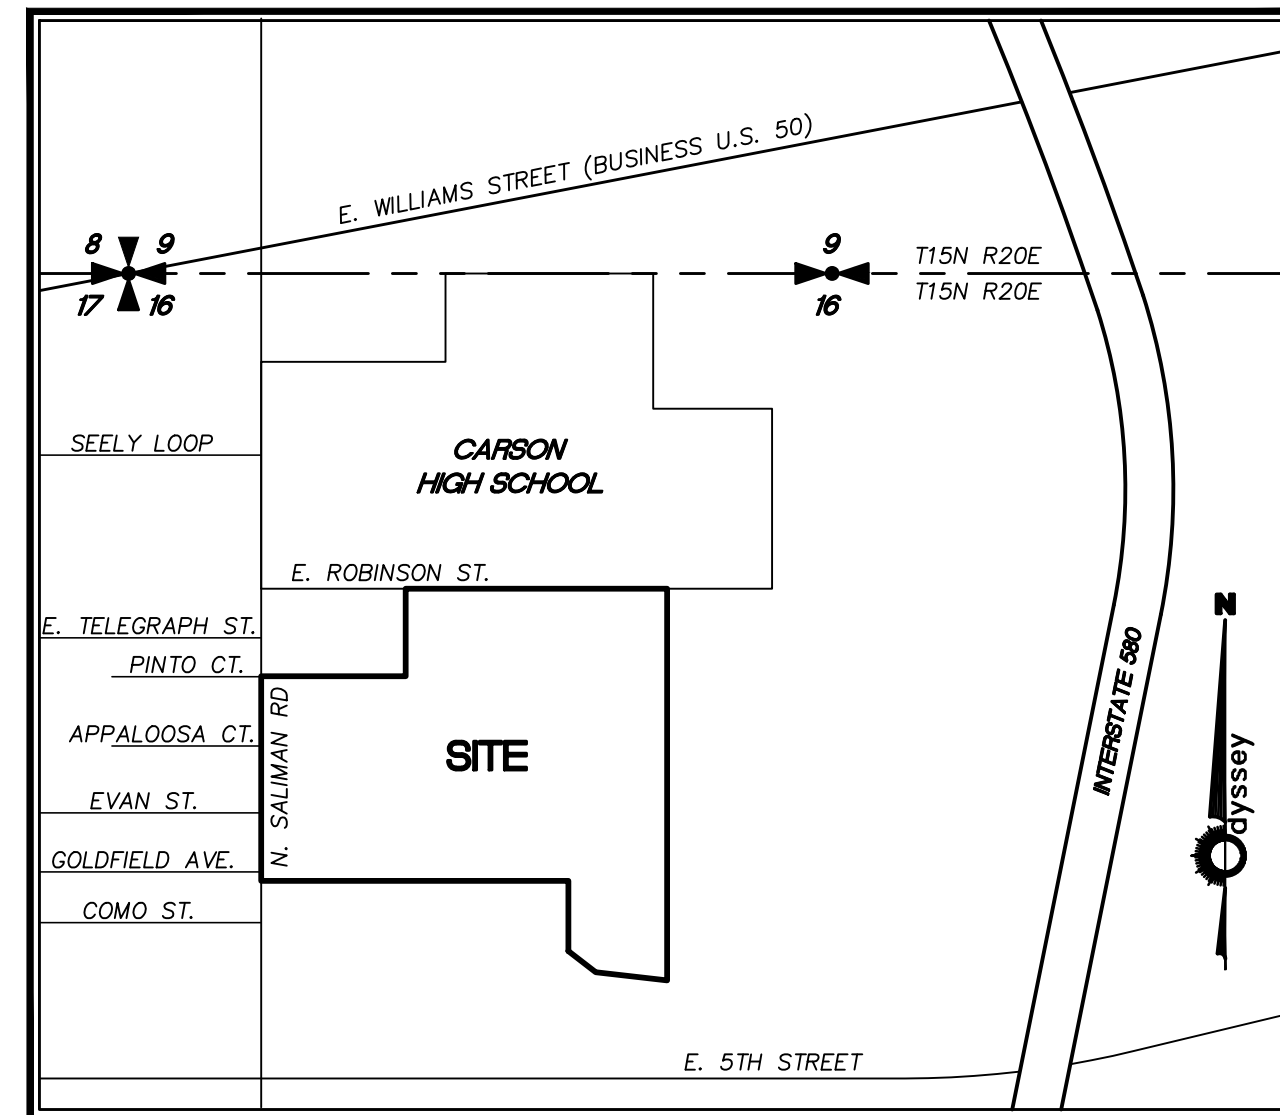 E. WILLIAMS STREET (BUSINESS U.S. 50)
8 9
17 16
9
16
T15N R20E
T15N R20E
SEELY LOOP
CARSON
HIGH SCHOOL
E. ROBINSON ST.
E. TELEGRAPH ST.
PINTO CT.
APPALOOSA CT.
EVAN ST.
GOLDFIELD AVE.
COMO ST.
N. SALIMAN RD
SITE
INTERSTATE 580
N
Odyssey
E. 5TH STREET